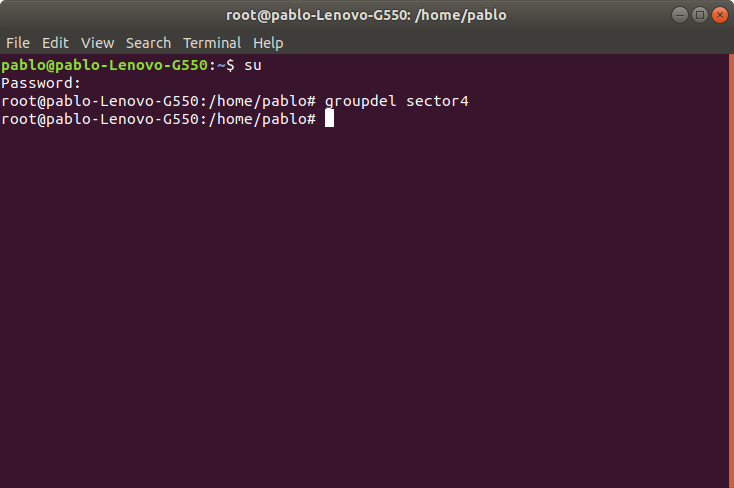 root@pablo-Lenovo-G550: /home/pablo
File Edit View Search Terminal Help
pablo@pablo-Lenovo-G550:~$ su
Password:
root@pablo-Lenovo-G550:/home/pablo# groupdel sector4
root@pablo-Lenovo-G550:/home/pablo#